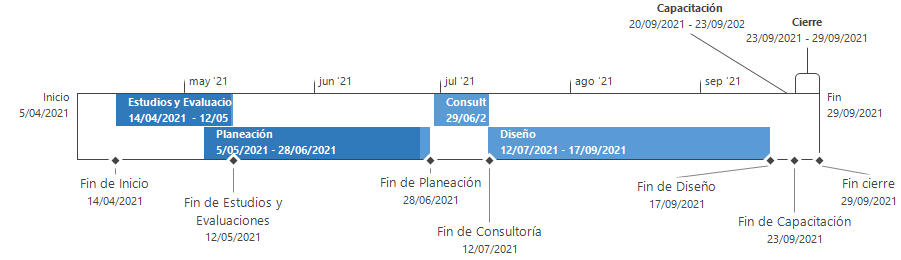 Capacitación
20/09/2021 - 23/09/202
Cierre
23/09/2021 - 29/09/2021
may '21
jun '21
jul '21
ago '21
sep '21
Inicio
5/04/2021
Fin
29/09/2021
Estudios y Evaluacio
14/04/2021 - 12/05
Consult
29/06/2
Planeación
5/05/2021 - 28/06/2021
Diseño
12/07/2021 - 17/09/2021
Fin de Inicio
14/04/2021
Fin de Estudios y
Evaluaciones
12/05/2021
Fin de Planeación
28/06/2021
Fin de Consultoría
12/07/2021
Fin de Diseño
17/09/2021
Fin de Capacitación
23/09/2021
Fin cierre
29/09/2021